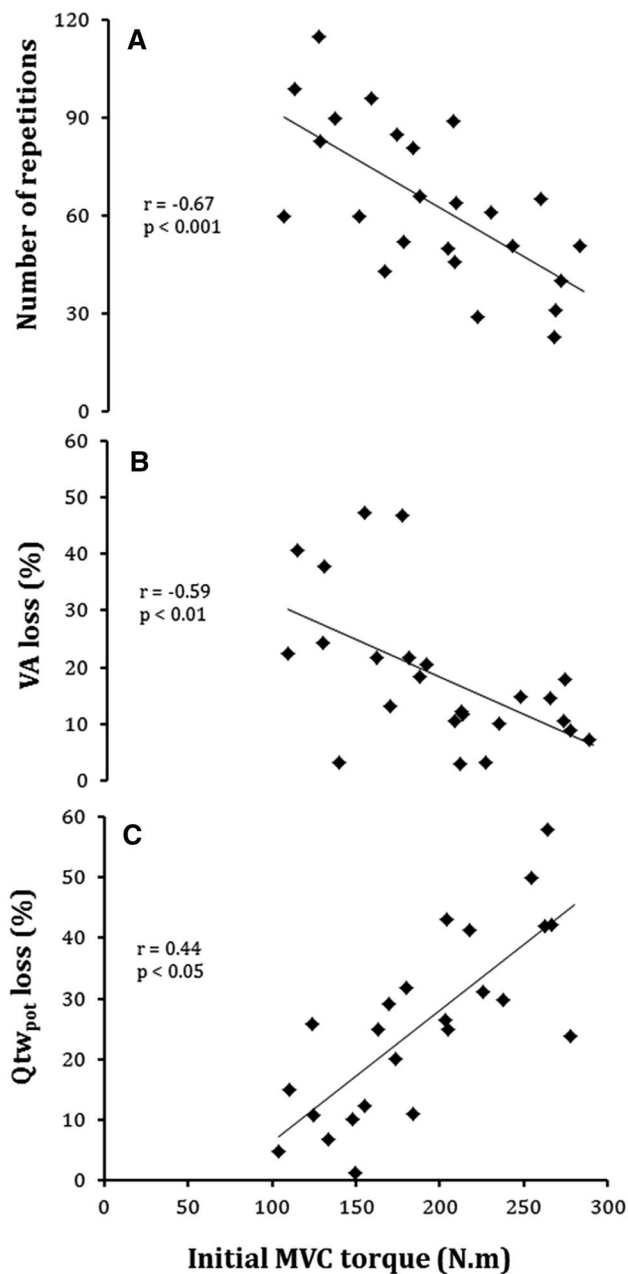 A
120
90
60
30
0
Number of repetitions
r = -0.67
p < 0.001
B
60
50
40
30
20
10
0
VA loss (%)
r = -0.59
p < 0.01
C
60
50
40
30
20
10
0
Qtwpot loss (%)
r = 0.44
p < 0.05
0 50 100 150 200 250 300
Initial MVC torque (N.m)